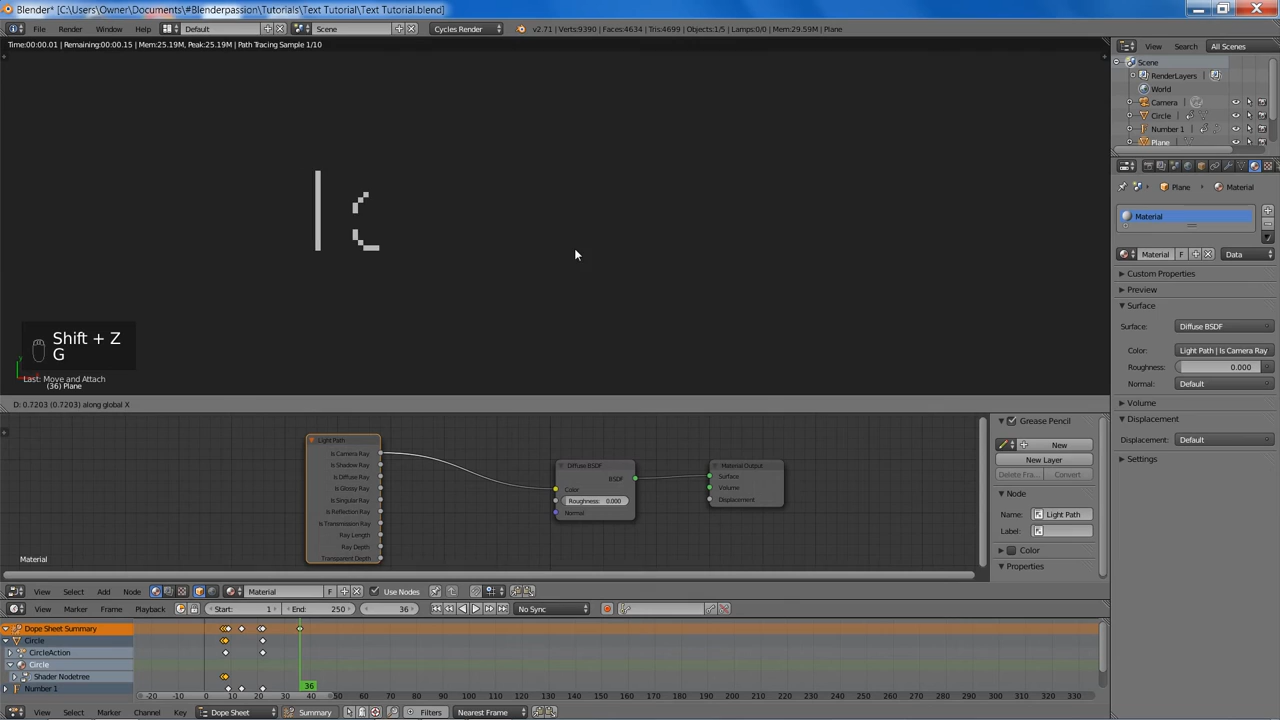 Blender* [C:\Users\Owner\Documents\#Blenderpassion\Tutorials\Text Tutorial\Text Tutorial.blend]
File Render Window Help Default Scene Cycles Render v2.71 | Verts:9390 | Faces:4634 | Tris:4699 | Objects:1/5 | Lamps:0/0 | Mem:29.59M | Plane
View Search All Scenes
Time:00:00.01 | Remaining:00:00.15 | Mem:25.19M, Peak:25.19M | Path Tracing Sample 1/10
Scene
RenderLayers
World
Camera
Circle
Number 1
Plane
Plane Material
Material
Material F Data
Custom Properties
Preview
Surface
Surface: Diffuse BSDF
Color: Light Path | Is Camera Ray
Roughness: 0.000
Normal: Default
Volume
Displacement
Displacement: Default
Settings
Shift + Z
G
Last: Move and Attach
(36) Plane
D: 0.7203 (0.7203) along global X
Light Path
Is Camera Ray
Is Shadow Ray
Is Diffuse Ray
Is Glossy Ray
Is Singular Ray
Is Reflection Ray
Is Transmission Ray
Ray Length
Ray Depth
Transparent Depth
Diffuse BSDF
BSDF
Color
Roughness: 0.000
Normal
Material Output
Surface
Volume
Displacement
Grease Pencil
New
New Layer
Delete Fra... Convert
Node
Name: Light Path
Label:
Color
Properties
Material
View Select Add Node Material F Use Nodes
View Marker Frame Playback Start: 1 End: 250 36 No Sync
Dope Sheet Summary
Circle
CircleAction
Circle
Shader Nodetree
Number 1
-20 -10 0 10 20 36 40 50 60 70 80 90 100 110 120 130 140 150 160 170 180 190 200 210 220 230 240 250 260 270 280 290 300 310 320 330
View Select Marker Channel Key Dope Sheet Summary Filters Nearest Frame